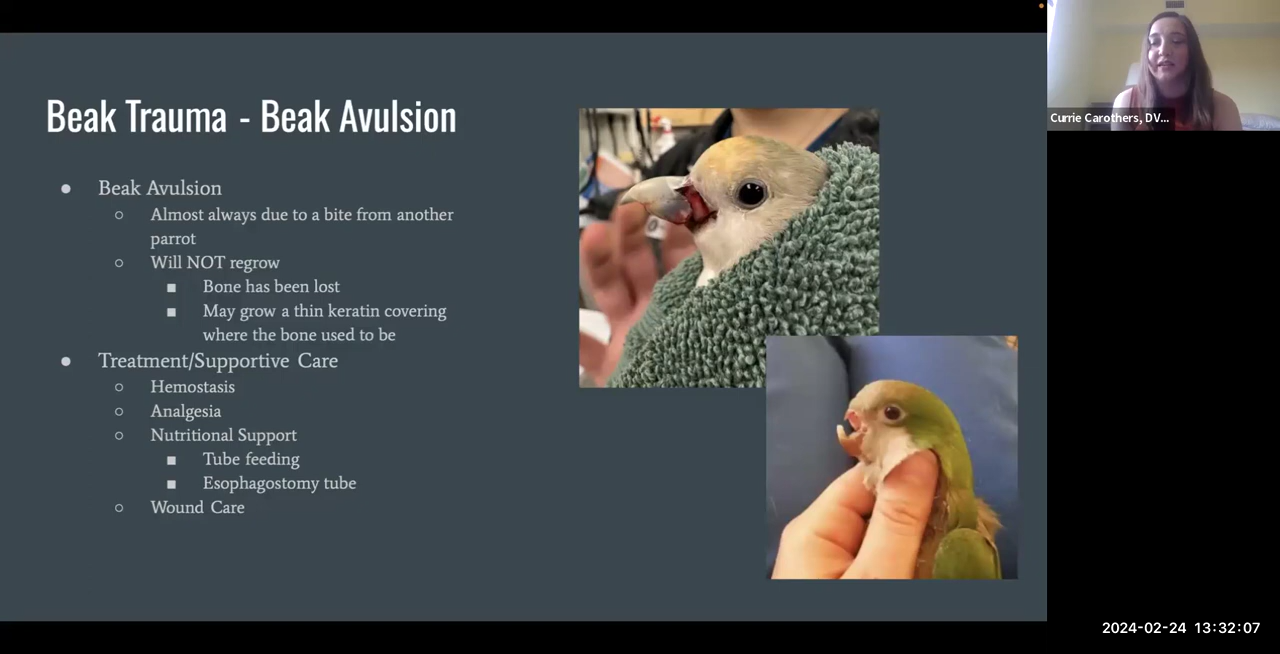 Beak Trauma - Beak Avulsion
● Beak Avulsion
○ Almost always due to a bite from another
parrot
○ Will NOT regrow
■ Bone has been lost
■ May grow a thin keratin covering
where the bone used to be
● Treatment/Supportive Care
○ Hemostasis
○ Analgesia
○ Nutritional Support
■ Tube feeding
■ Esophagostomy tube
○ Wound Care
Currie Carothers, DV...
2024-02-24 13:32:07